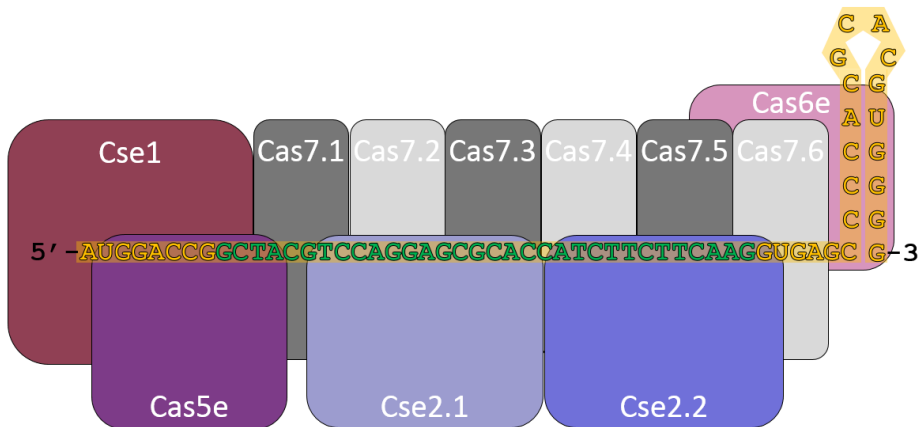 C A
G C
C G
Cas6e
A U
Cse1 Cas7.1 Cas7.2 Cas7.3 Cas7.4 Cas7.5 Cas7.6 C G
C G
C G
5′-AUGGACCGGCTACGTCCAGGAGCGCACCATCTTCTTCAAGGUGAGC G-3
Cas5e Cse2.1 Cse2.2